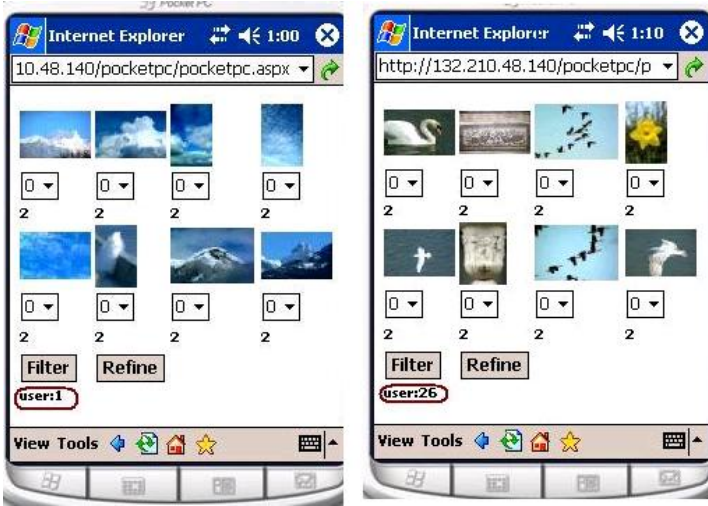 Pocket PC
Internet Explorer 1:00
10.48.140/pocketpc/pocketpc.aspx
0 0 0 0
2 2 2 2
0 0 0 0
2 2 2 2
Filter Refine
user:1
View Tools
Internet Explorer 1:10
http://132.210.48.140/pocketpc/p
0 0 0 0
2 2 2 2
0 0 0 0
2 2 2 2
Filter Refine
user:26
View Tools